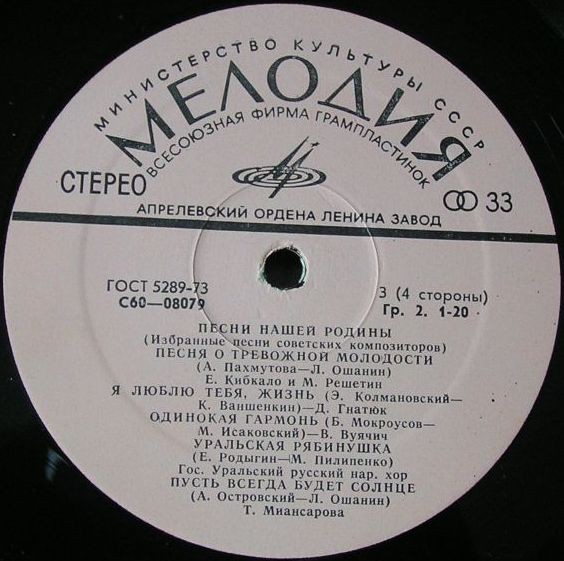 МИНИСТЕРСТВО КУЛЬТУРЫ СССР
МЕЛОДИЯ
ВСЕСОЮЗНАЯ ФИРМА ГРАМПЛАСТИНОК
СТЕРЕО
33
АПРЕЛЕВСКИЙ ОРДЕНА ЛЕНИНА ЗАВОД
ГОСТ 5289-73
С60—08079
3 (4 стороны)
Гр. 2. 1-20
ПЕСНИ НАШЕЙ РОДИНЫ
(Избранные песни советских композиторов)
ПЕСНЯ О ТРЕВОЖНОЙ МОЛОДОСТИ
(А. Пахмутова—Л. Ошанин)
Е. Кибкало и М. Решетин
Я ЛЮБЛЮ ТЕБЯ, ЖИЗНЬ (Э. Колмановский—
К. Ваншенкин)—Д. Гнатюк
ОДИНОКАЯ ГАРМОНЬ (Б. Мокроусов—
М. Исаковский)—В. Вуячич
УРАЛЬСКАЯ РЯБИНУШКА
(Е. Родыгин—М. Пилипенко)
Гос. Уральский русский нар. хор
ПУСТЬ ВСЕГДА БУДЕТ СОЛНЦЕ
(А. Островский—Л. Ошанин)
Т. Миансарова